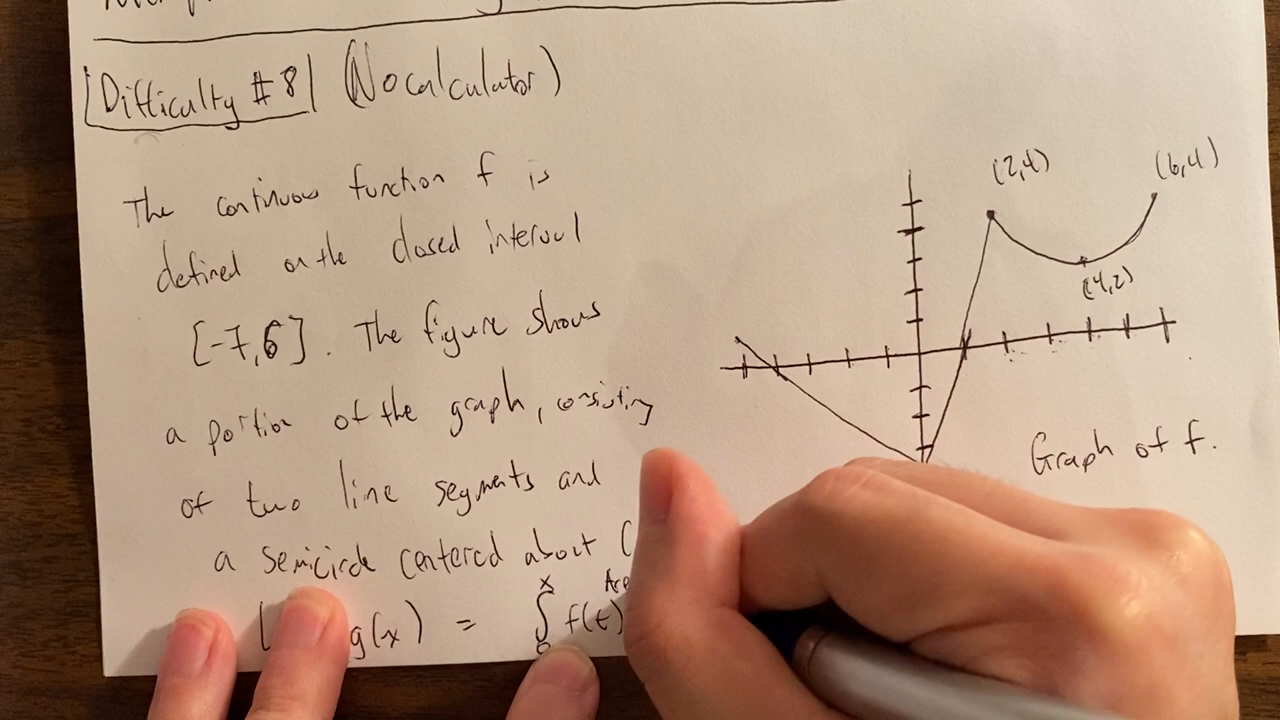 Difficulty #8 (No calculator)
The continuous function f is
defined on the closed interval
[-7,6]. The figure shows
a portion of the graph, consisting
of two line segments and
a semicircle centered about (
g(x) = ∫₀ˣ f(t)
(2,4)
(6,4)
(4,2)
Graph of f.